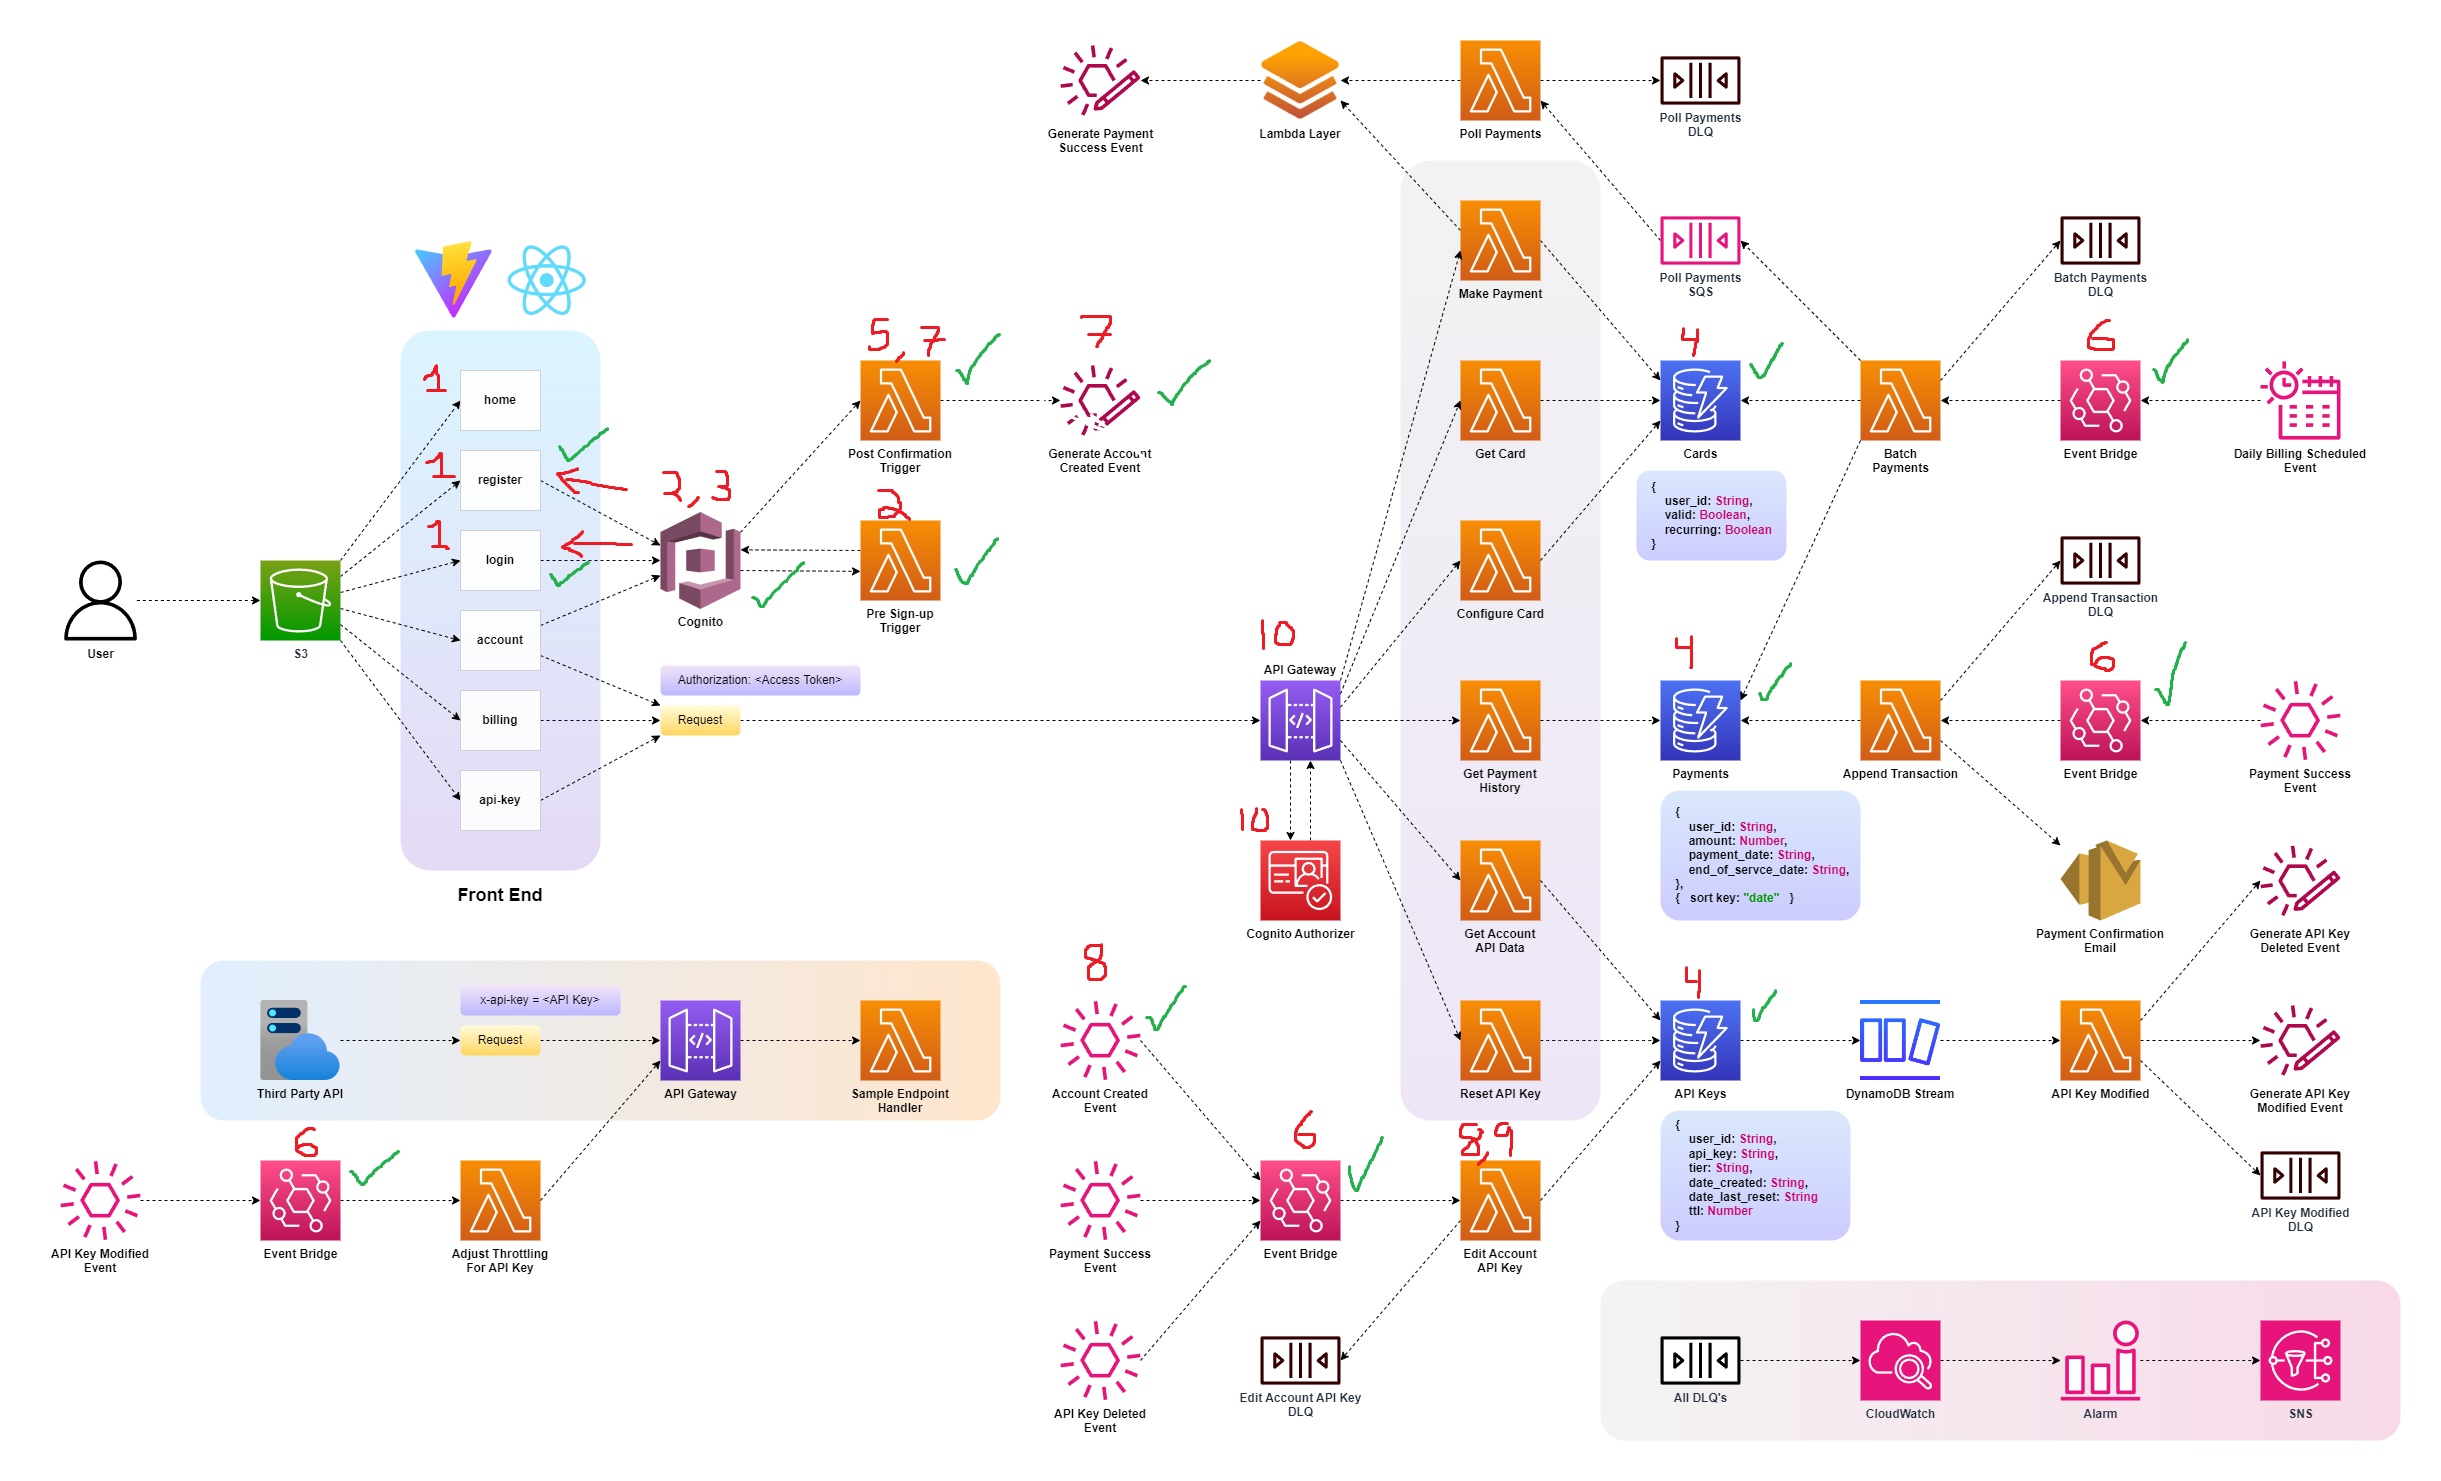 Generate Payment
Success Event
Lambda Layer
Poll Payments
Poll Payments
DLQ
Make Payment
Poll Payments
SQS
Batch Payments
DLQ
5, 7
7
4
6
1
home
Post Confirmation
Trigger
Generate Account
Created Event
Get Card
Cards
Batch
Payments
Event Bridge
Daily Billing Scheduled
Event
1
register
2, 3
2
{
user_id: String,
valid: Boolean,
recurring: Boolean
}
1
login
Cognito
Pre Sign-up
Trigger
Configure Card
Append Transaction
DLQ
User
S3
account
10
4
6
API Gateway
Authorization: <Access Token>
Request
billing
Get Payment
History
Payments
Append Transaction
Event Bridge
Payment Success
Event
api-key
10
{
user_id: String,
amount: Number,
payment_date: String,
end_of_servce_date: String,
},
{ sort key: "date" }
Front End
Cognito Authorizer
Get Account
API Data
Payment Confirmation
Email
Generate API Key
Deleted Event
8
4
x-api-key = <API Key>
Request
Third Party API
API Gateway
Sample Endpoint
Handler
Account Created
Event
Reset API Key
API Keys
DynamoDB Stream
API Key Modified
Generate API Key
Modified Event
6
6
8,9
{
user_id: String,
api_key: String,
tier: String,
date_created: String,
date_last_reset: String
ttl: Number
}
API Key Modified
DLQ
API Key Modified
Event
Event Bridge
Adjust Throttling
For API Key
Payment Success
Event
Event Bridge
Edit Account
API Key
API Key Deleted
Event
Edit Account API Key
DLQ
All DLQ's
CloudWatch
Alarm
SNS